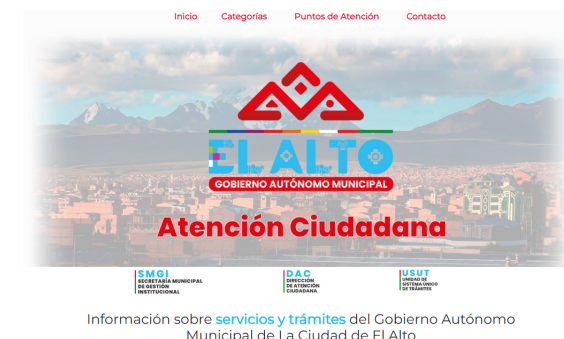 Inicio Categorías Puntos de Atención Contacto
EL ALTO
GOBIERNO AUTÓNOMO MUNICIPAL
Atención Ciudadana
SMGI
SECRETARÍA MUNICIPAL
DE GESTIÓN
INSTITUCIONAL
DAC
DIRECCIÓN
DE ATENCIÓN
CIUDADANA
USUT
UNIDAD DE
SISTEMA ÚNICO
DE TRÁMITES
Información sobre servicios y trámites del Gobierno Autónomo
Municipal de La Ciudad de El Alto